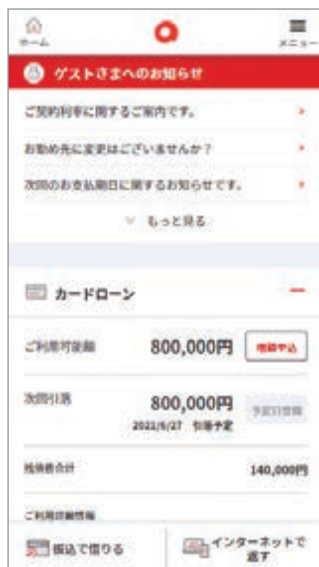 ホーム
メニュー
ゲストさまへのお知らせ
ご契約利率に関するご案内です。
お勤め先に変更はございませんか？
次回のお支払期日に関するお知らせです。
もっと見る
カードローン
ご利用可能額 800,000円 増額申込
次回引落 800,000円 予定日登録
2022/6/27 引落予定
残債務合計 140,000円
ご利用詳細情報
振込で借りる
インターネットで
返す